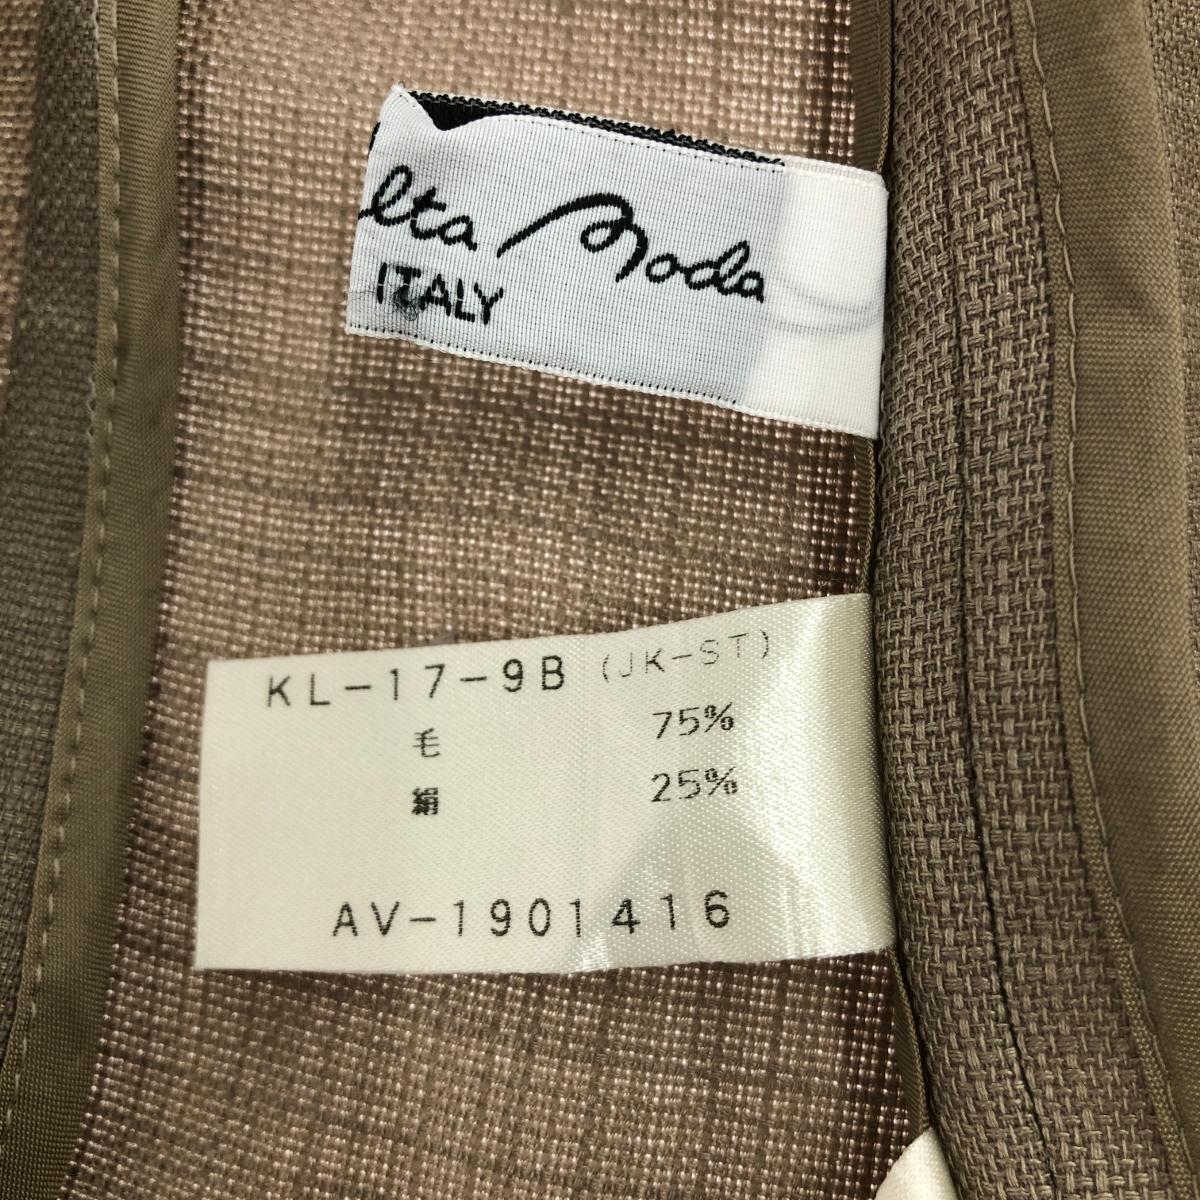 lta Moda
ITALY
KL-17-9B (JK-ST)
毛 75%
絹 25%
AV-1901416